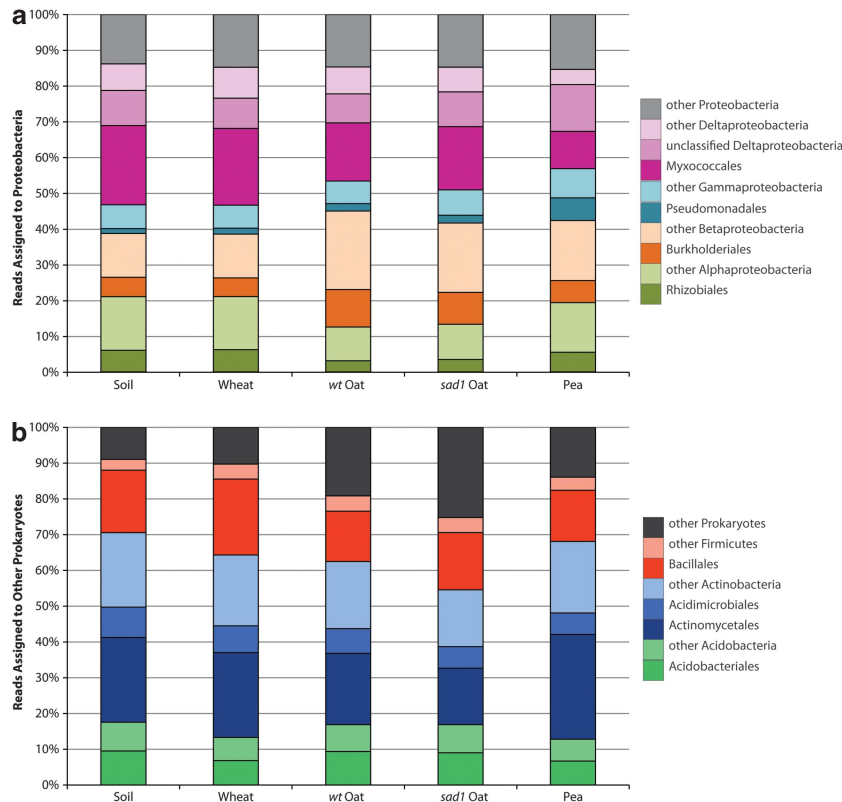 a
Reads Assigned to Proteobacteria
100%
90%
80%
70%
60%
50%
40%
30%
20%
10%
0%
Soil
Wheat
wt Oat
sad1 Oat
Pea
other Proteobacteria
other Deltaproteobacteria
unclassified Deltaproteobacteria
Myxococcales
other Gammaproteobacteria
Pseudomonadales
other Betaproteobacteria
Burkholderiales
other Alphaproteobacteria
Rhizobiales
b
Reads Assigned to Other Prokaryotes
100%
90%
80%
70%
60%
50%
40%
30%
20%
10%
0%
Soil
Wheat
wt Oat
sad1 Oat
Pea
other Prokaryotes
other Firmicutes
Bacillales
other Actinobacteria
Acidimicrobiales
Actinomycetales
other Acidobacteria
Acidobacteriales